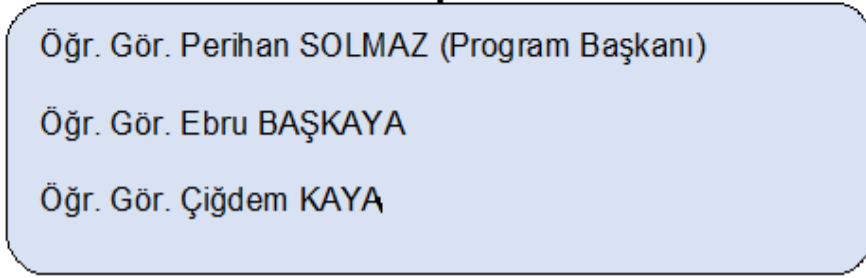 Öğr. Gör. Perihan SOLMAZ (Program Başkanı)
Öğr. Gör. Ebru BAŞKAYA
Öğr. Gör. Çiğdem KAYA